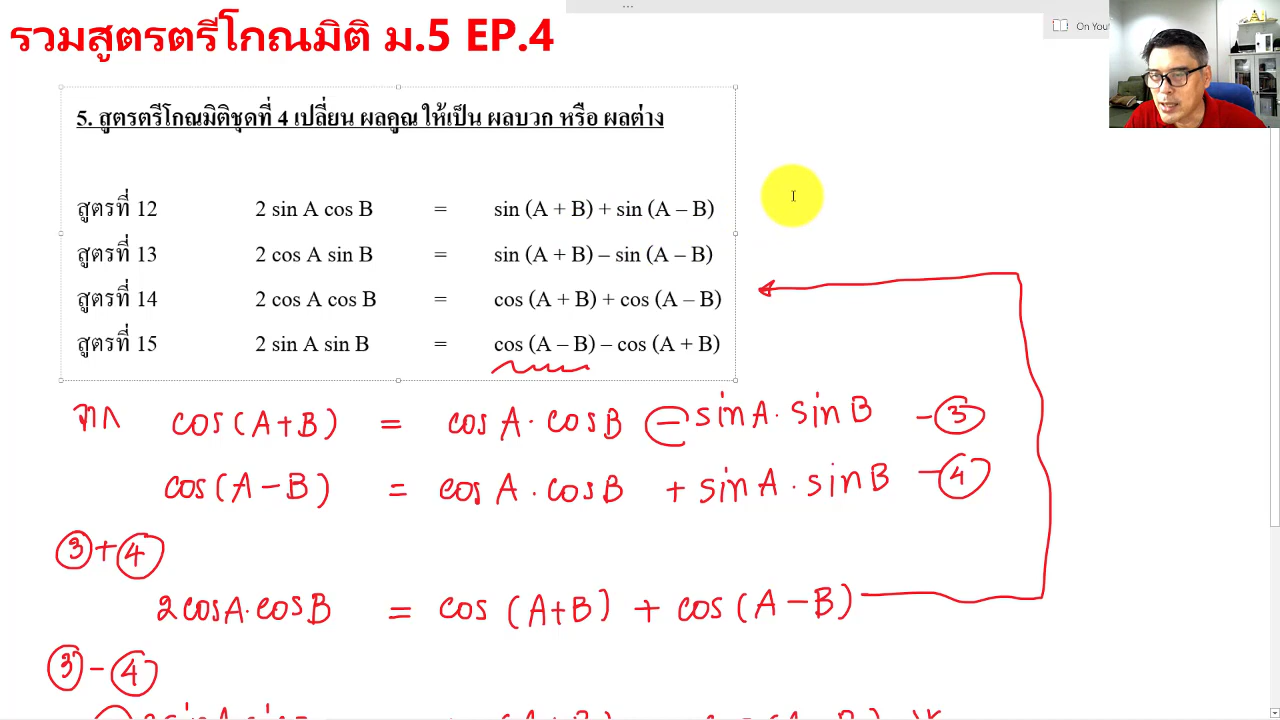 รวมสูตรตรีโกณมิติ ม.5 EP.4
On You
5. สูตรตรีโกณมิติชุดที่ 4 เปลี่ยน ผลคูณ ให้เป็น ผลบวก หรือ ผลต่าง
สูตรที่ 12 2 sin A cos B = sin (A + B) + sin (A – B)
สูตรที่ 13 2 cos A sin B = sin (A + B) – sin (A – B)
สูตรที่ 14 2 cos A cos B = cos (A + B) + cos (A – B)
สูตรที่ 15 2 sin A sin B = cos (A – B) – cos (A + B)
จาก cos(A+B) = cosA·cosB – sinA·sinB – ③
cos(A–B) = cosA·cosB + sinA·sinB – ④
③+④
2cosA·cosB = cos(A+B) + cos(A–B)
③–④